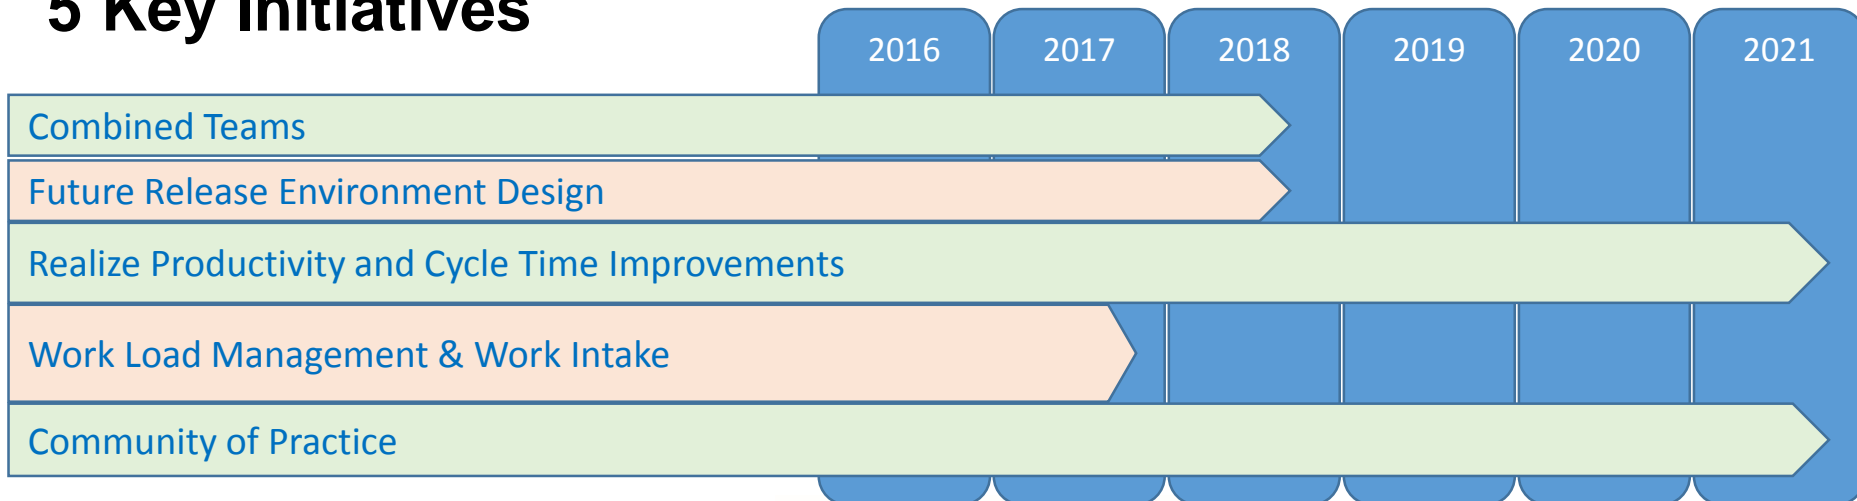 5 Key Initiatives
2016 2017 2018 2019 2020 2021
Combined Teams
Future Release Environment Design
Realize Productivity and Cycle Time Improvements
Work Load Management & Work Intake
Community of Practice